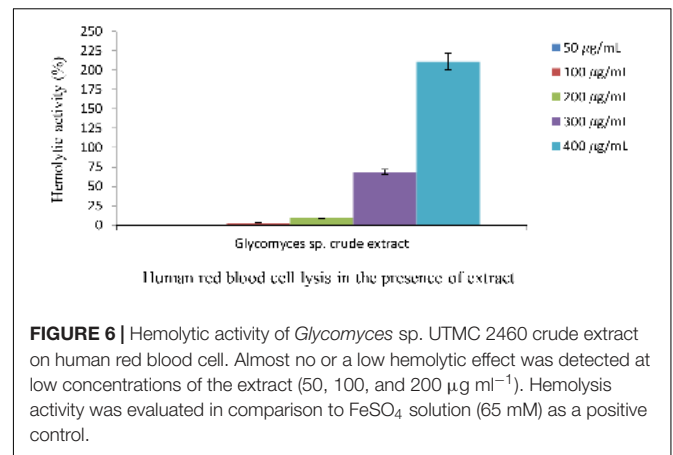 250
225
200
175
150
125
100
75
50
25
0
Hemolytic activity (%)
50 µg/mL
100 µg/ml
200 µg/ml
300 µg/ml
400 µg/mL
Glycomyces sp. crude extract
Human red blood cell lysis in the presence of extract
FIGURE 6 | Hemolytic activity of Glycomyces sp. UTMC 2460 crude extract
on human red blood cell. Almost no or a low hemolytic effect was detected at
low concentrations of the extract (50, 100, and 200 µg ml⁻¹). Hemolysis
activity was evaluated in comparison to FeSO₄ solution (65 mM) as a positive
control.